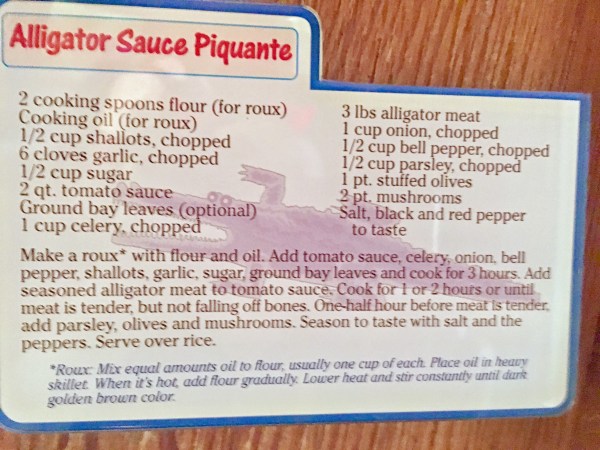 Alligator Sauce Piquante
2 cooking spoons flour (for roux)
Cooking oil (for roux)
1/2 cup shallots, chopped
6 cloves garlic, chopped
1/2 cup sugar
2 qt. tomato sauce
Ground bay leaves (optional)
1 cup celery, chopped
3 lbs alligator meat
1 cup onion, chopped
1/2 cup bell pepper, chopped
1/2 cup parsley, chopped
1 pt. stuffed olives
2 pt. mushrooms
Salt, black and red pepper
to taste
Make a roux* with flour and oil. Add tomato sauce, celery, onion, bell
pepper, shallots, garlic, sugar, ground bay leaves and cook for 3 hours. Add
seasoned alligator meat to tomato sauce. Cook for 1 or 2 hours or until
meat is tender, but not falling off bones. One-half hour before meat is tender,
add parsley, olives and mushrooms. Season to taste with salt and the
peppers. Serve over rice.
*Roux: Mix equal amounts oil to flour, usually one cup of each. Place oil in heavy
skillet. When it's hot, add flour gradually. Lower heat and stir constantly until dark
golden brown color.